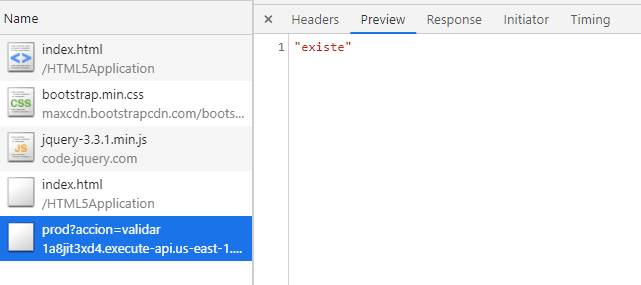 Name
index.html
/HTML5Application
CSS
bootstrap.min.css
maxcdn.bootstrapcdn.com/boots...
JS
jquery-3.3.1.min.js
code.jquery.com
index.html
/HTML5Application
prod?accion=validar
1a8jit3xd4.execute-api.us-east-1....
× Headers Preview Response Initiator Timing
1 "existe"